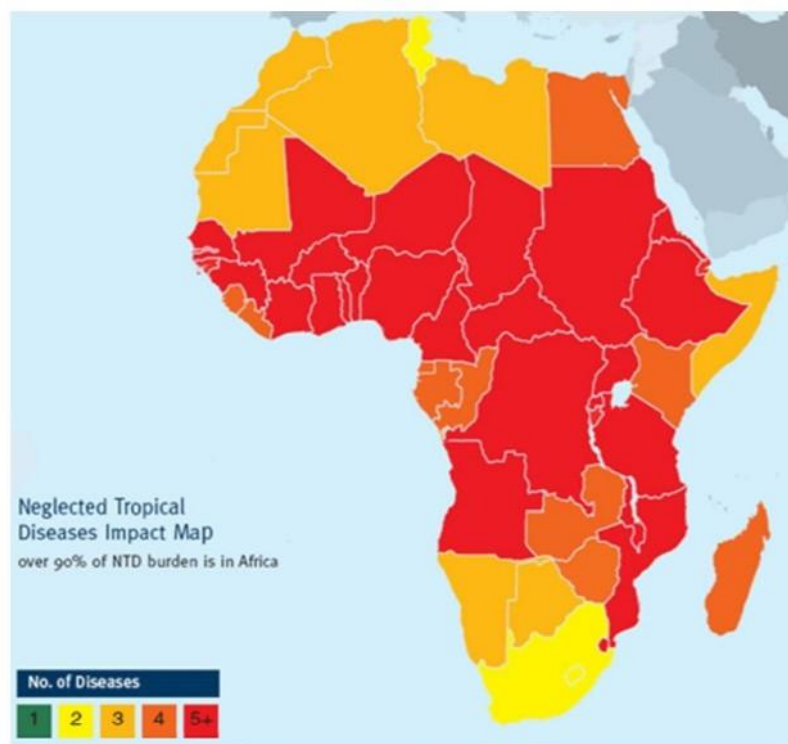 Neglected Tropical
Diseases Impact Map
over 90% of NTD burden is in Africa
No. of Diseases
1 2 3 4 5+